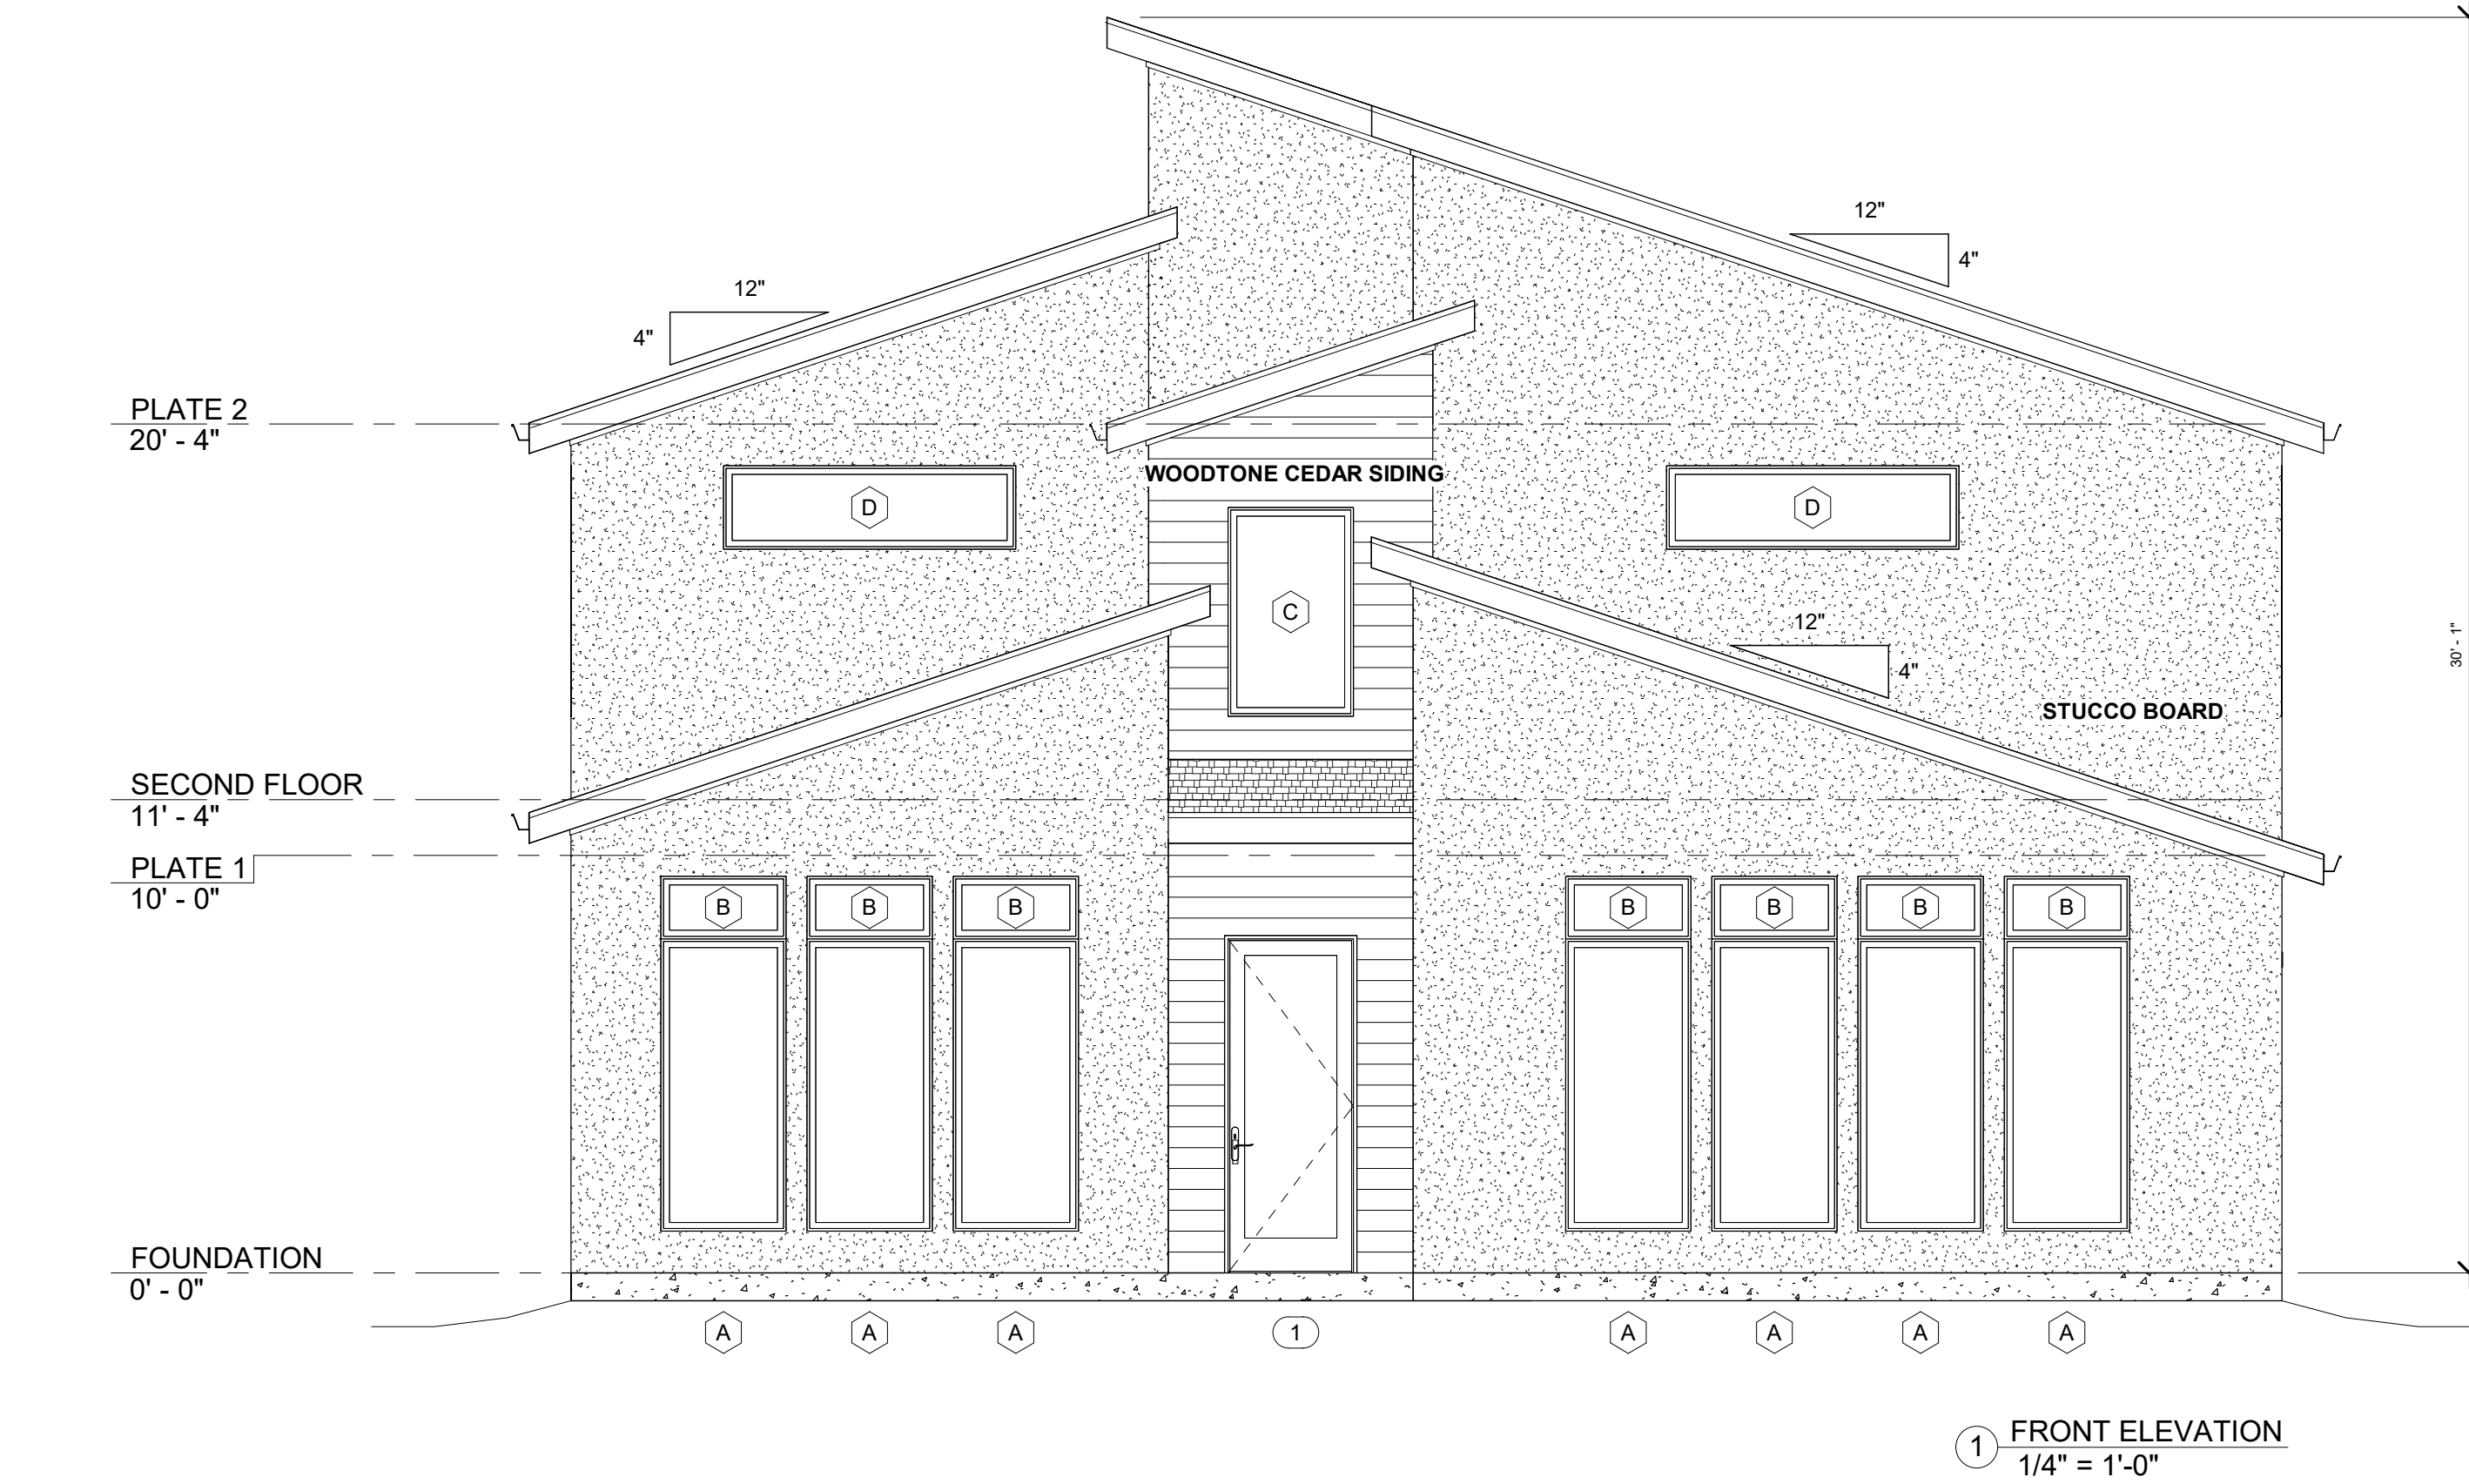 12"
4"
12"
4"
PLATE 2
20' - 4"
WOODTONE CEDAR SIDING
D
D
C
12"
4"
30' - 1"
STUCCO BOARD
SECOND FLOOR
11' - 4"
PLATE 1
10' - 0"
B B B B B B B
FOUNDATION
0' - 0"
A A A 1 A A A A
1 FRONT ELEVATION
1/4" = 1'-0"